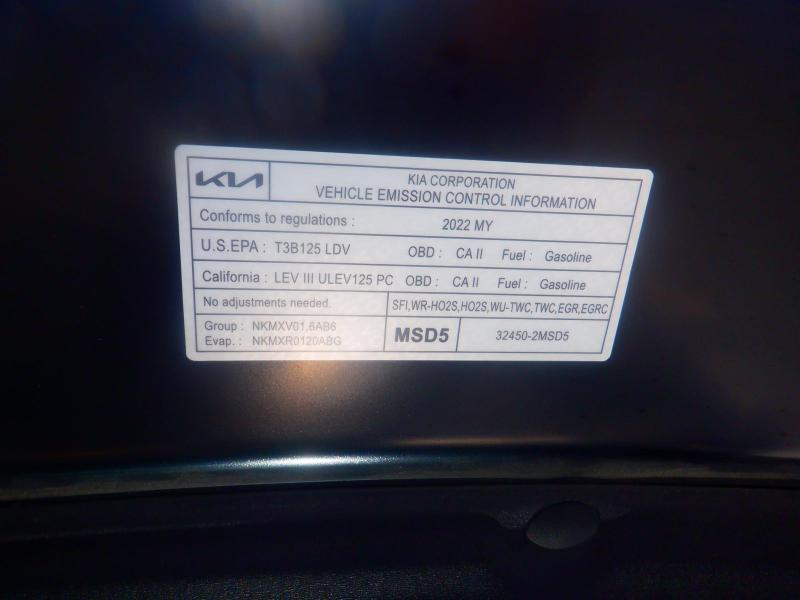 KIA
KIA CORPORATION
VEHICLE EMISSION CONTROL INFORMATION
Conforms to regulations : 2022 MY
U.S.EPA : T3B125 LDV OBD : CA II Fuel : Gasoline
California : LEV III ULEV125 PC OBD : CA II Fuel : Gasoline
No adjustments needed. SFI,WR-HO2S,HO2S,WU-TWC,TWC,EGR,EGRC
Group : NKMXV01.6AB6
Evap. : NKMXR0120ABG
MSD5 32450-2MSD5